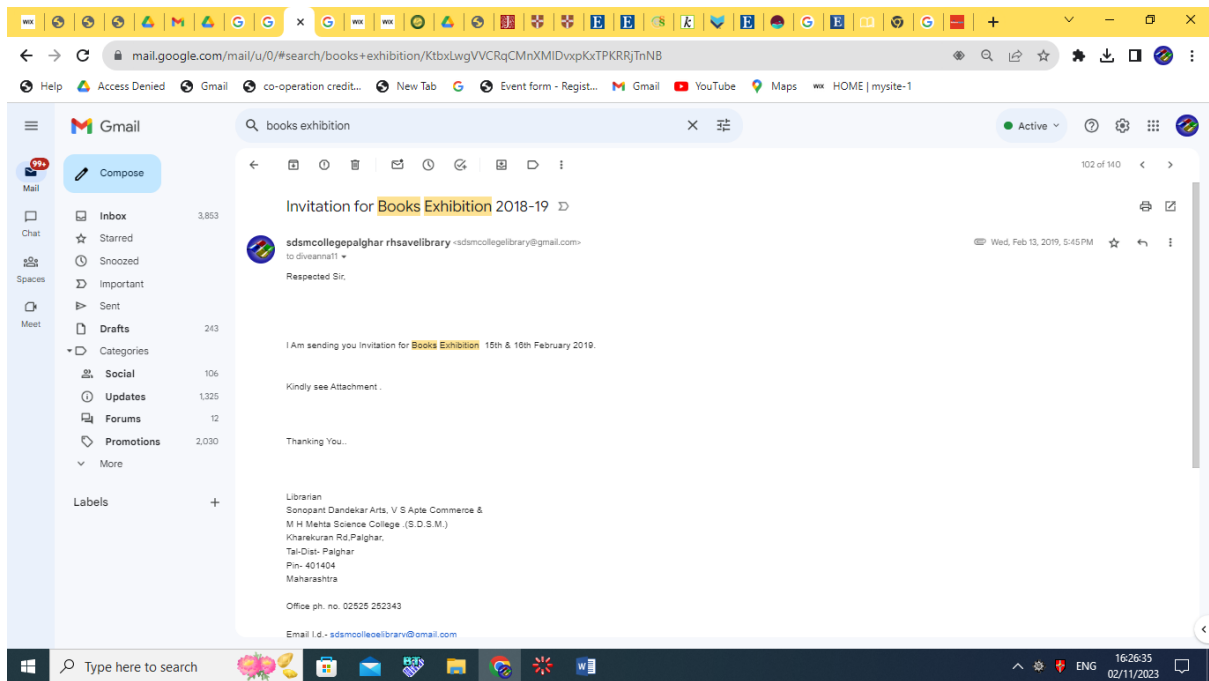 mail.google.com/mail/u/0/#search/books+exhibition/KtbxLwgVVCRqCMnXMlDvxpKxTPKRRjTnNB
Help Access Denied Gmail co-operation credit... New Tab Event form - Regist... Gmail YouTube Maps WiX HOME | mysite-1
Gmail
books exhibition
Active
99+
Mail
Chat
Spaces
Meet
Compose
Inbox 3,853
Starred
Snoozed
Important
Sent
Drafts 243
Categories
Social 106
Updates 1,325
Forums 12
Promotions 2,030
More
Labels
102 of 140
Invitation for Books Exhibition 2018-19
sdsmcollegepalghar rhsavelibrary <sdsmcollegelibrary@gmail.com>
Wed, Feb 13, 2019, 5:45 PM
to diveanna11
Respected Sir,
I Am sending you Invitation for Books Exhibition 15th & 16th February 2019.
Kindly see Attachment .
Thanking You..
Librarian
Sonopant Dandekar Arts, V S Apte Commerce &
M H Mehta Science College .(S.D.S.M.)
Kharekuran Rd,Palghar,
Tal-Dist- Palghar
Pin- 401404
Maharashtra
Office ph. no. 02525 252343
Email I.d.- sdsmcollegelibrary@gmail.com
Type here to search
ENG
16:26:35
02/11/2023